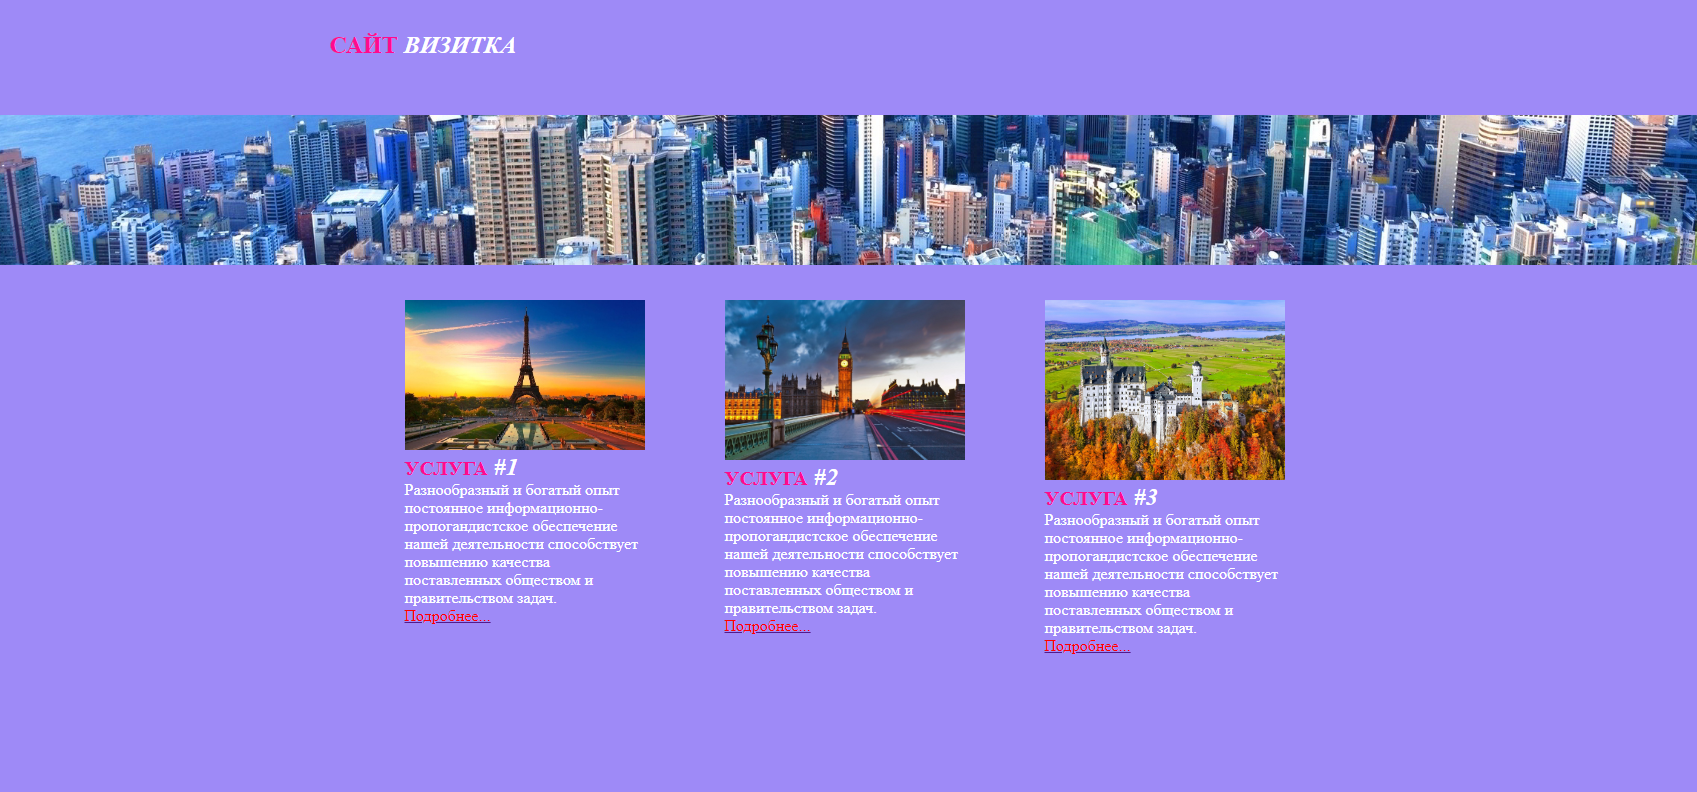 САЙТ ВИЗИТКА
УСЛУГА #1
Разнообразный и богатый опыт
постоянное информационно-
пропогандистское обеспечение
нашей деятельности способствует
повышению качества
поставленных обществом и
правительством задач.
Подробнее...
УСЛУГА #2
Разнообразный и богатый опыт
постоянное информационно-
пропогандистское обеспечение
нашей деятельности способствует
повышению качества
поставленных обществом и
правительством задач.
Подробнее...
УСЛУГА #3
Разнообразный и богатый опыт
постоянное информационно-
пропогандистское обеспечение
нашей деятельности способствует
повышению качества
поставленных обществом и
правительством задач.
Подробнее...